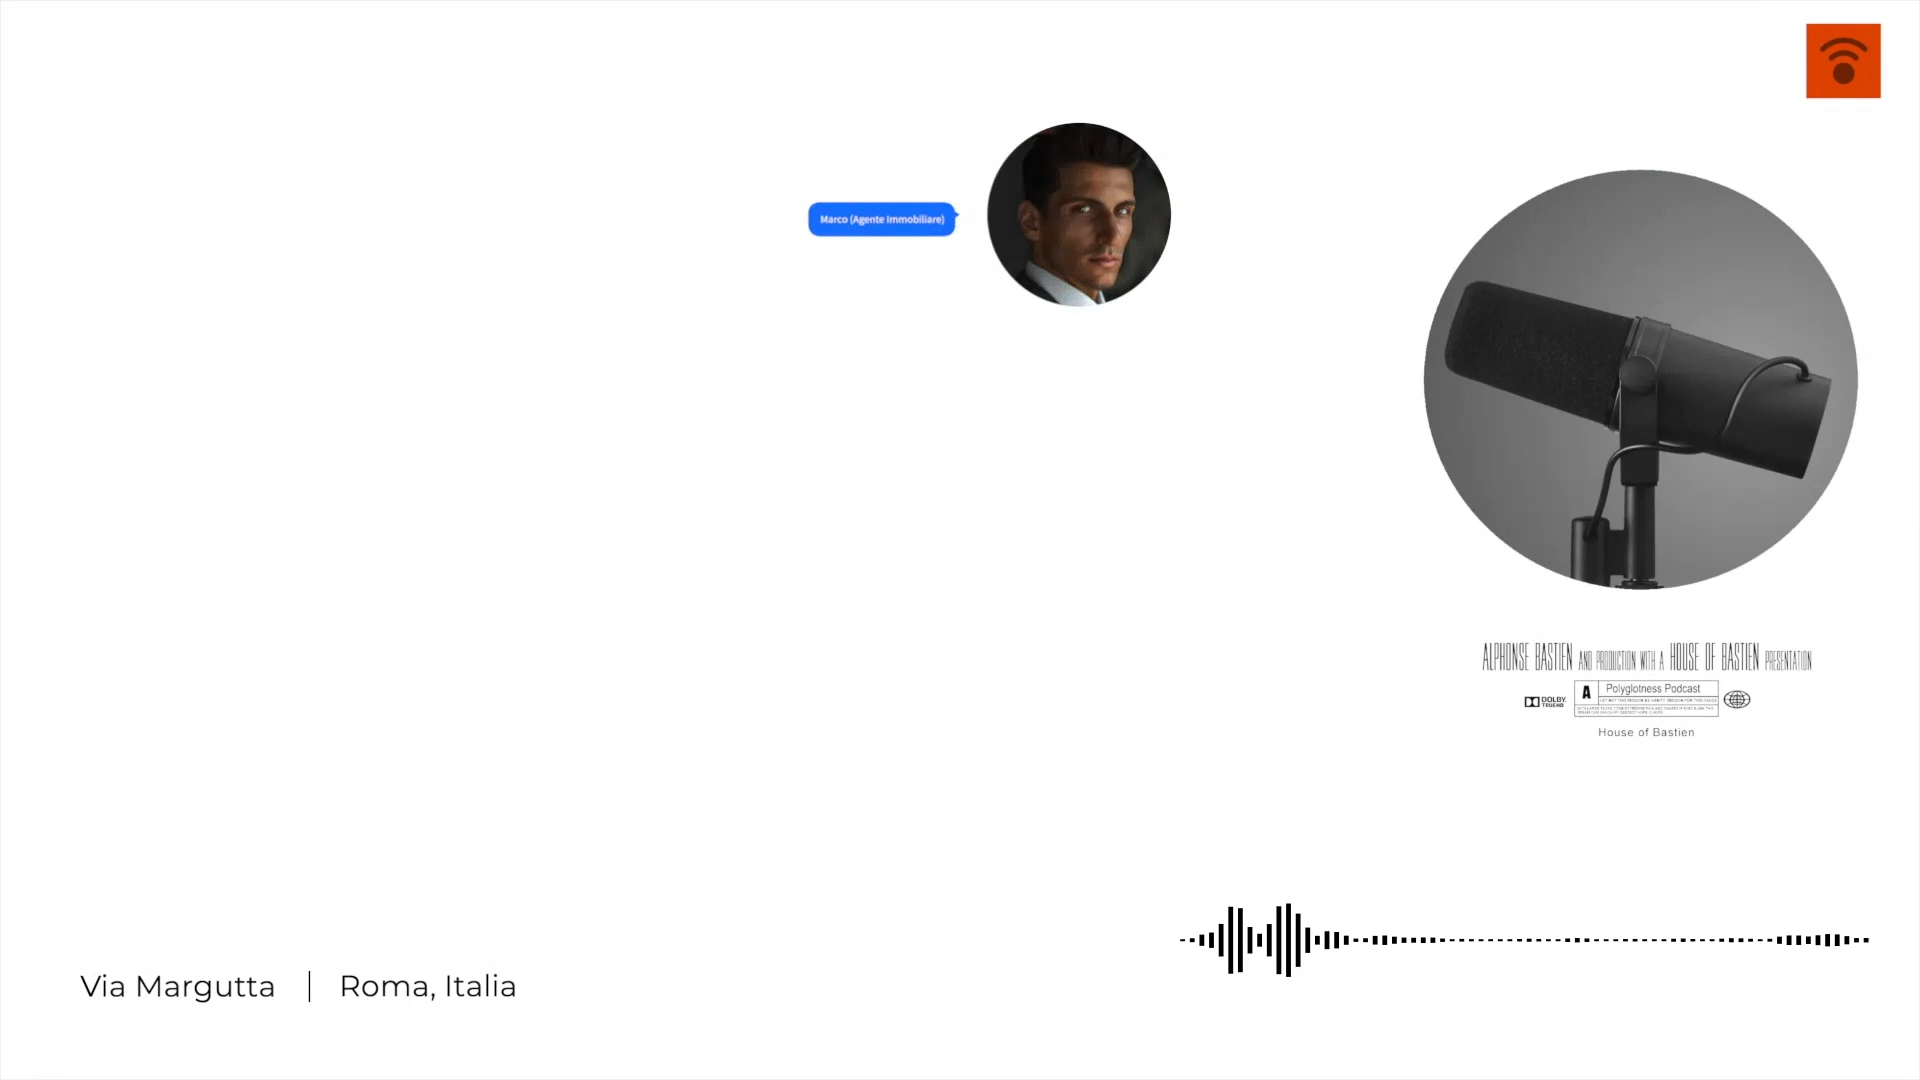 Marco (Agente Immobiliare)
ALPHONSE BASTIEN AND PRODUCTION WITH A HOUSE OF BASTIEN PRESENTATION
DOLBY
TRUEHD
A
Polyglotness Podcast
House of Bastien
Via Margutta | Roma, Italia